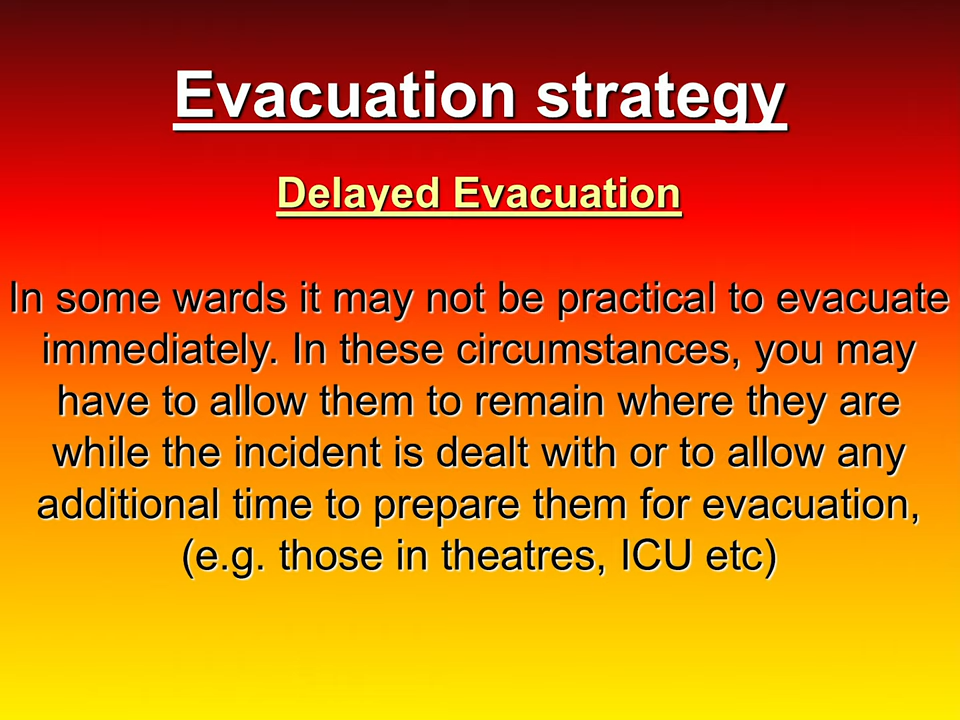 Evacuation strategy
Delayed Evacuation
In some wards it may not be practical to evacuate
immediately. In these circumstances, you may
have to allow them to remain where they are
while the incident is dealt with or to allow any
additional time to prepare them for evacuation,
(e.g. those in theatres, ICU etc)